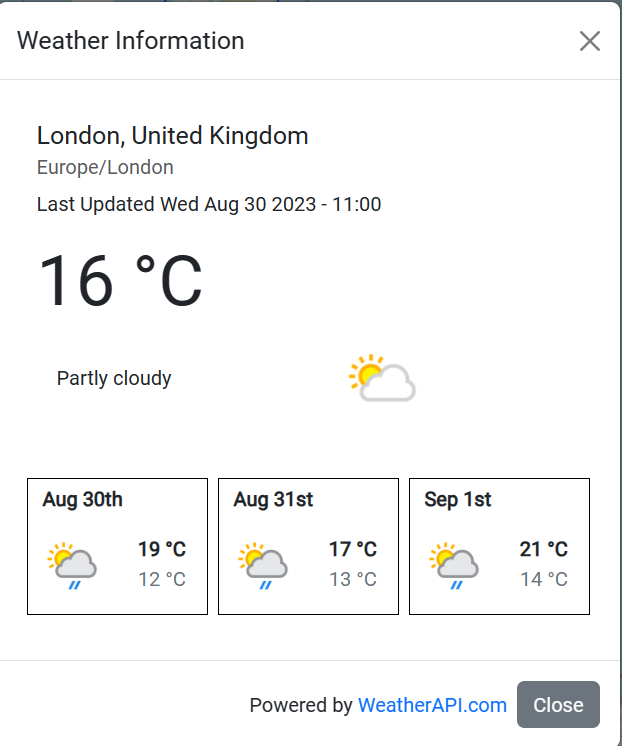 Weather Information
London, United Kingdom
Europe/London
Last Updated Wed Aug 30 2023 - 11:00
16 °C
Partly cloudy
Aug 30th
19 °C
12 °C
Aug 31st
17 °C
13 °C
Sep 1st
21 °C
14 °C
Powered by WeatherAPI.com
Close